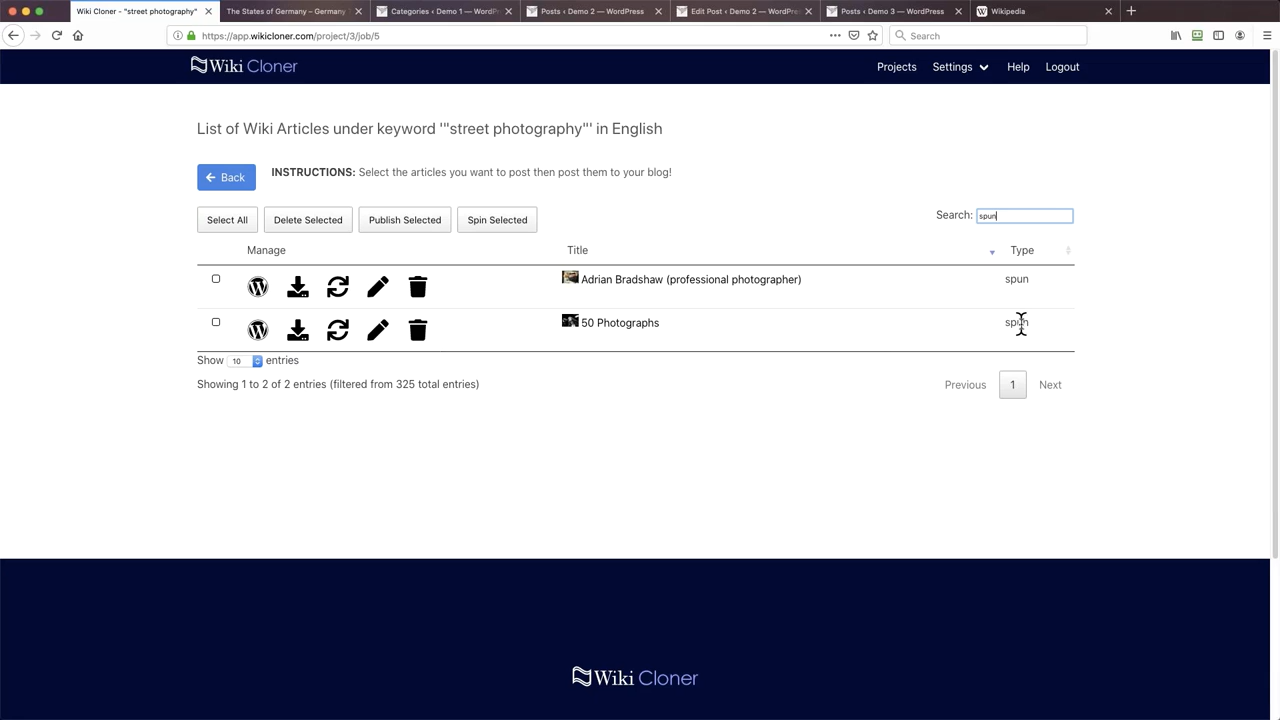 Wiki Cloner - "street photography"
The States of Germany – Germany
Categories ‹ Demo 1 — WordP
Posts ‹ Demo 2 — WordPress
Edit Post ‹ Demo 2 — WordPres
Posts ‹ Demo 3 — WordPress
Wikipedia
https://app.wikicloner.com/project/3/job/5
Search
Wiki Cloner
Projects
Settings
Help
Logout
List of Wiki Articles under keyword '"street photography"' in English
Back
INSTRUCTIONS: Select the articles you want to post then post them to your blog!
Select All
Delete Selected
Publish Selected
Spin Selected
Search: spun
Manage
Title
Type
Adrian Bradshaw (professional photographer)
spun
50 Photographs
spun
Show 10 entries
Showing 1 to 2 of 2 entries (filtered from 325 total entries)
Previous
1
Next
Wiki Cloner